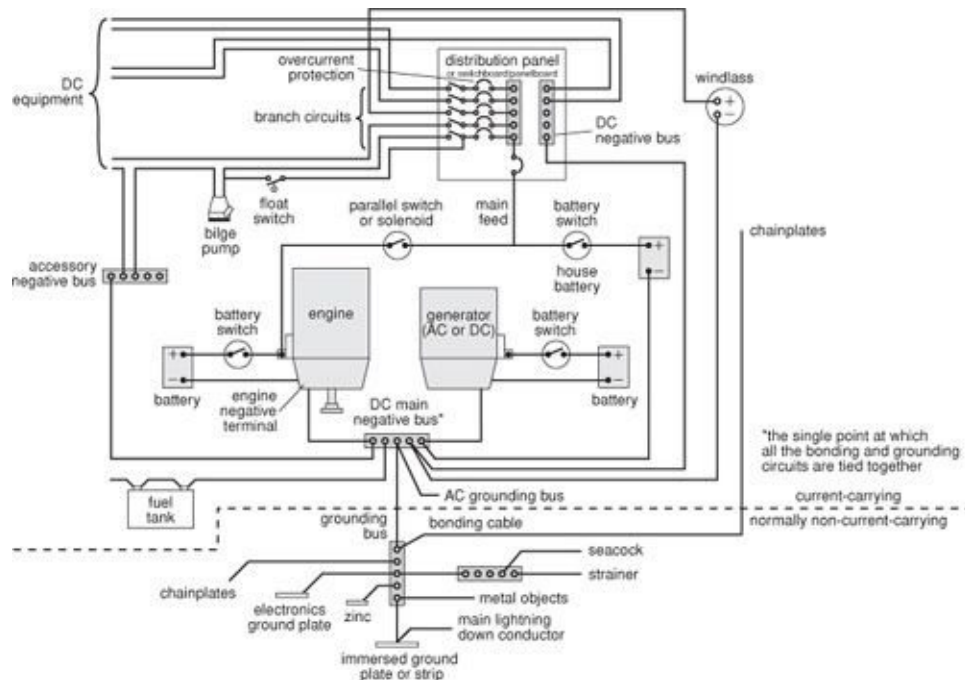 DC
equipment
overcurrent
protection
branch circuits
distribution panel
or switchboard/panelboard
windlass
+
−
DC
negative bus
float
switch
bilge
pump
parallel switch
or solenoid
main
feed
battery
switch
house
battery
+
−
chainplates
accessory
negative bus
battery
switch
engine
generator
(AC or DC)
battery
switch
+
−
battery
engine
negative
terminal
DC main
negative bus*
+
−
battery
*the single point at which
all the bonding and grounding
circuits are tied together
fuel
tank
AC grounding bus
current-carrying
grounding
bus
bonding cable
normally non-current-carrying
seacock
strainer
chainplates
electronics
ground plate
zinc
metal objects
main lightning
down conductor
immersed ground
plate or strip